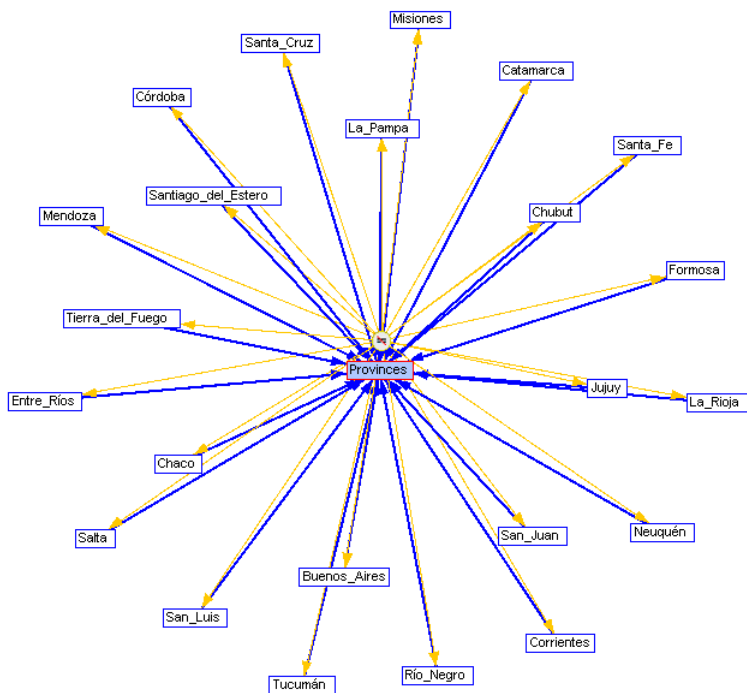 Misiones
Santa_Cruz
Catamarca
Córdoba
La_Pampa
Santa_Fe
Santiago_del_Estero
Chubut
Mendoza
Formosa
Tierra_del_Fuego
Provinces
Jujuy
Entre_Ríos
La_Rioja
Chaco
Salta
San_Juan
Neuquén
Buenos_Aires
San_Luis
Corrientes
Río_Negro
Tucumán